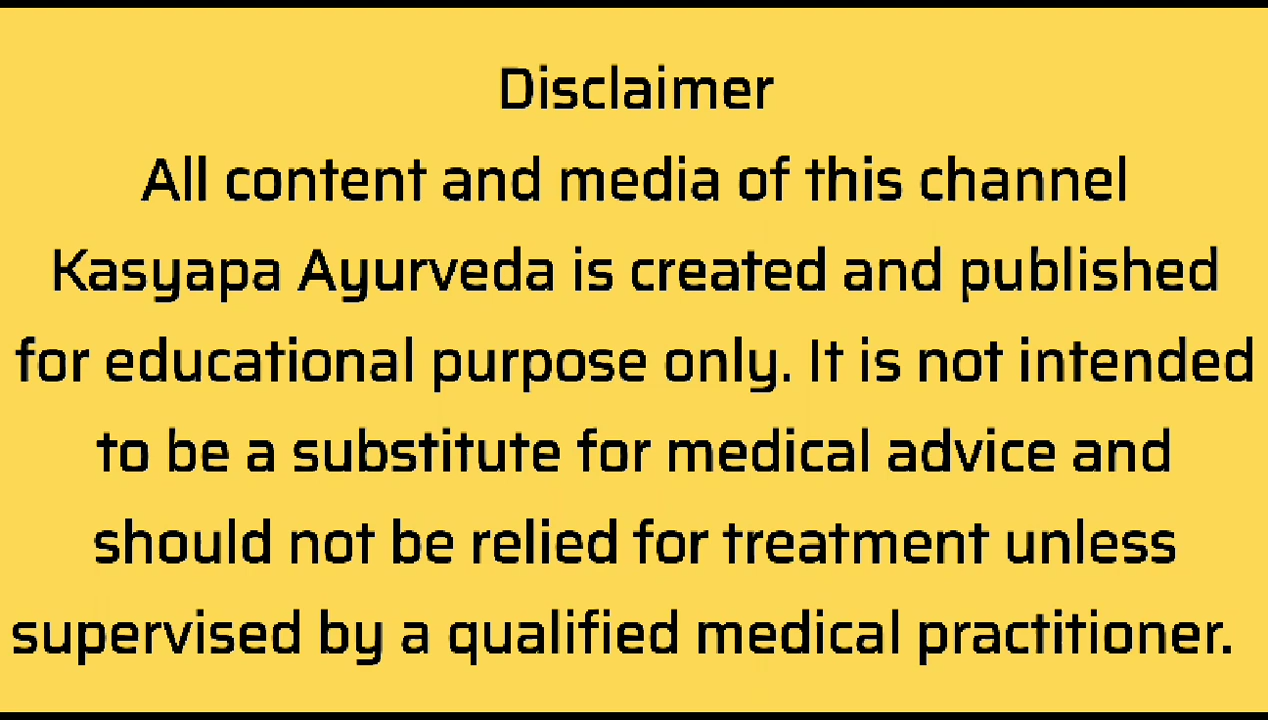 Disclaimer
All content and media of this channel
Kasyapa Ayurveda is created and published
for educational purpose only. It is not intended
to be a substitute for medical advice and
should not be relied for treatment unless
supervised by a qualified medical practitioner.